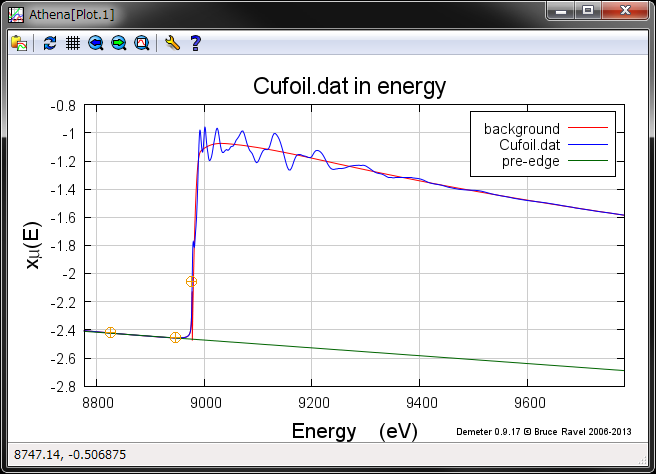 Athena[Plot.1]
Cufoil.dat in energy
background
Cufoil.dat
pre-edge
xμ(E)
-0.8
-1
-1.2
-1.4
-1.6
-1.8
-2
-2.2
-2.4
-2.6
-2.8
8800 9000 9200 9400 9600
Energy (eV)
Demeter 0.9.17 © Bruce Ravel 2006-2013
8747.14, -0.506875